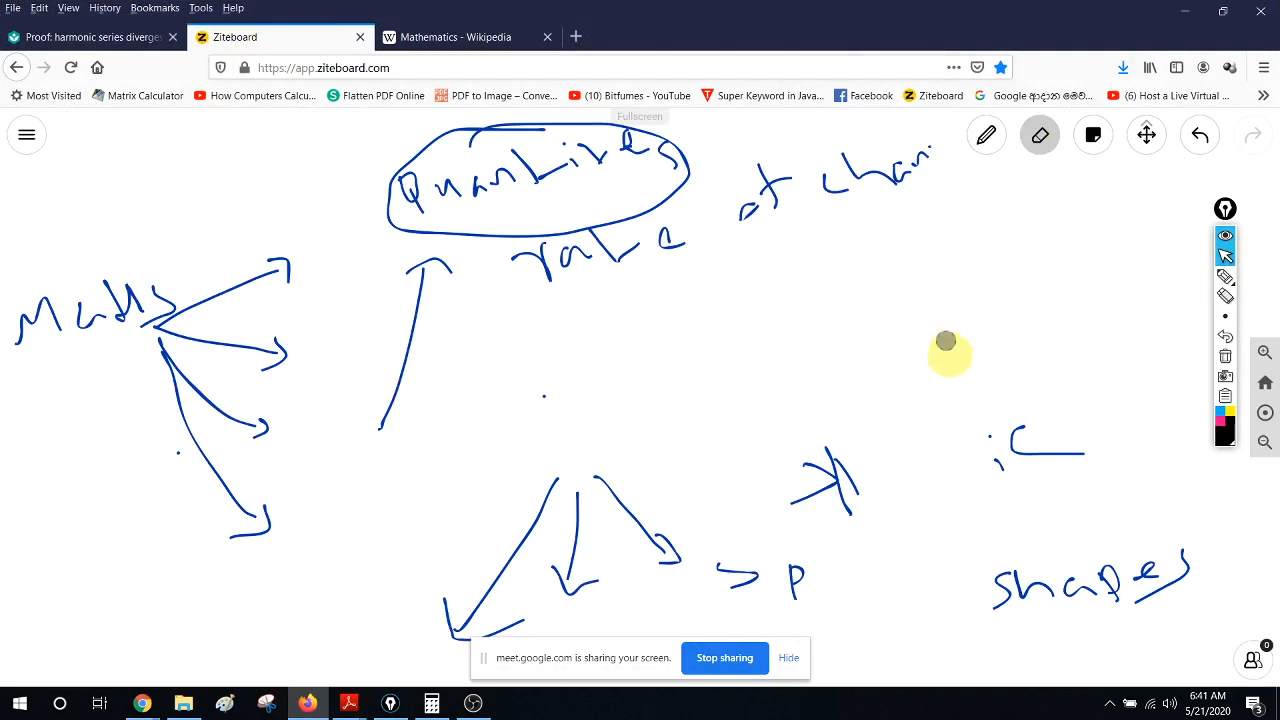 File Edit View History Bookmarks Tools Help
Proof: harmonic series diverges
Ziteboard
Mathematics - Wikipedia
https://app.ziteboard.com
Most Visited Matrix Calculator How Computers Calcu... Flatten PDF Online PDF to Image – Conve... (10) Bitfumes - YouTube Super Keyword in Java... Facebook Ziteboard (6) Host a Live Virtual ...
Fullscreen
of chan
Maths
shapes
P
meet.google.com is sharing your screen. Stop sharing Hide
0
6:41 AM
5/21/2020
3